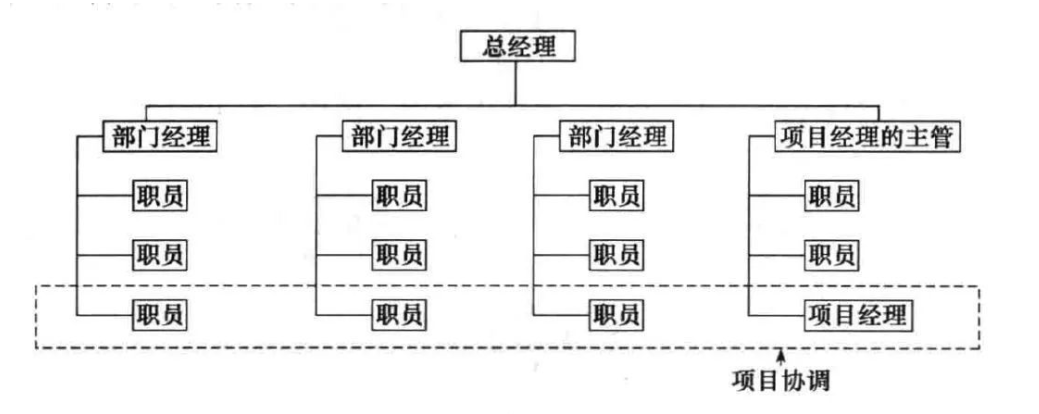 总经理
部门经理 部门经理 部门经理 项目经理的主管
职员 职员 职员 职员
职员 职员 职员 职员
职员 职员 职员 项目经理
项目协调